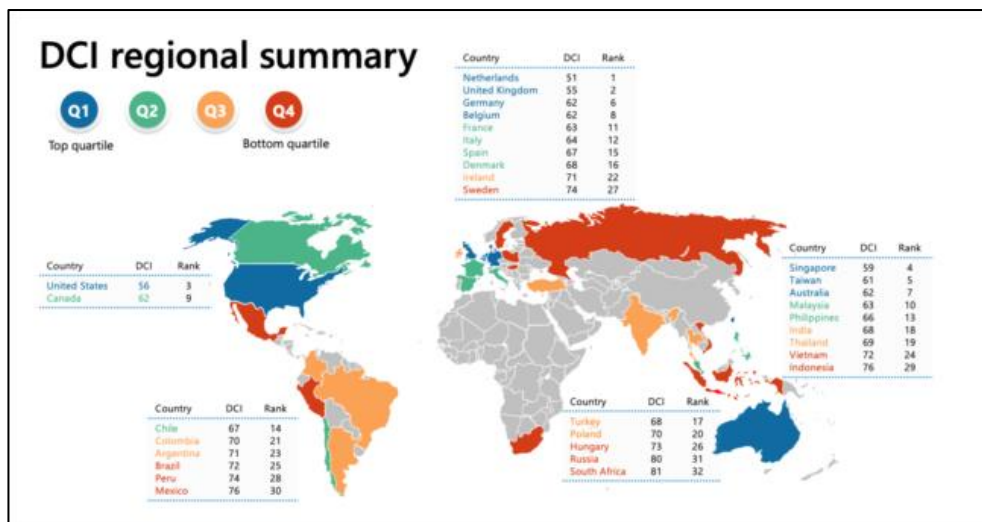 DCI regional summary
Q1 Q2 Q3 Q4
Top quartile Bottom quartile
Country DCI Rank
Netherlands 51 1
United Kingdom 55 2
Germany 62 6
Belgium 62 8
France 63 11
Italy 64 12
Spain 67 15
Denmark 68 16
Ireland 71 22
Sweden 74 27
Country DCI Rank
United States 56 3
Canada 62 9
Country DCI Rank
Singapore 59 4
Taiwan 61 5
Australia 62 7
Malaysia 63 10
Philippines 66 13
India 68 18
Thailand 69 19
Vietnam 72 24
Indonesia 76 29
Country DCI Rank
Chile 67 14
Colombia 70 21
Argentina 71 23
Brazil 72 25
Peru 74 28
Mexico 76 30
Country DCI Rank
Turkey 68 17
Poland 70 20
Hungary 73 26
Russia 80 31
South Africa 81 32